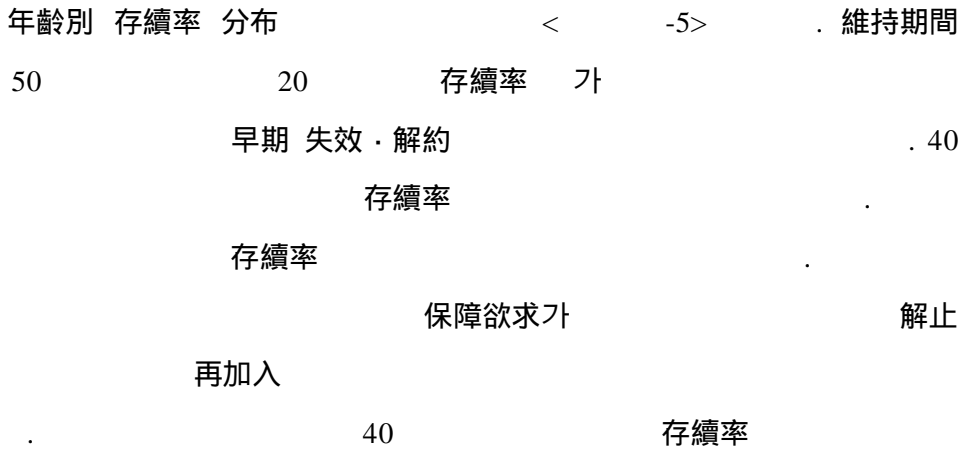 年齡別 存續率 分布 < -5> . 維持期間
50 20 存續率 가
早期 失效·解約 . 40
存續率 .
存續率 .
保障欲求가 解止
再加入
. 40 存續率